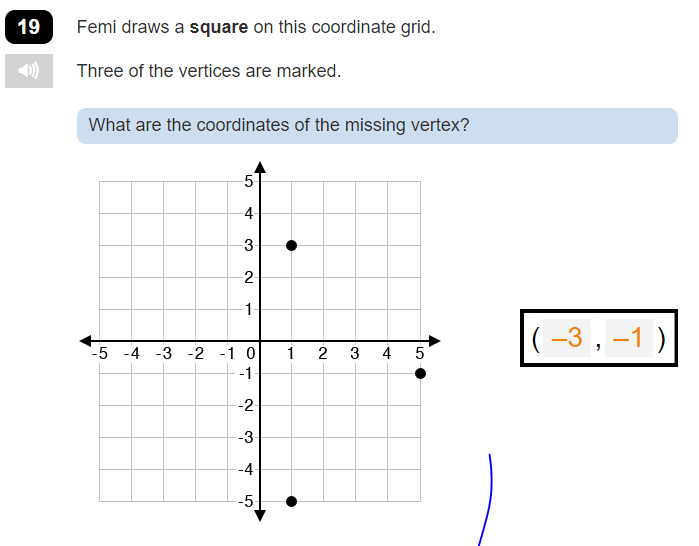 19 Femi draws a square on this coordinate grid.
Three of the vertices are marked.
What are the coordinates of the missing vertex?
5
4
3
2
1
-5 -4 -3 -2 -1 0 1 2 3 4 5
-1
-2
-3
-4
-5
( –3 , –1 )